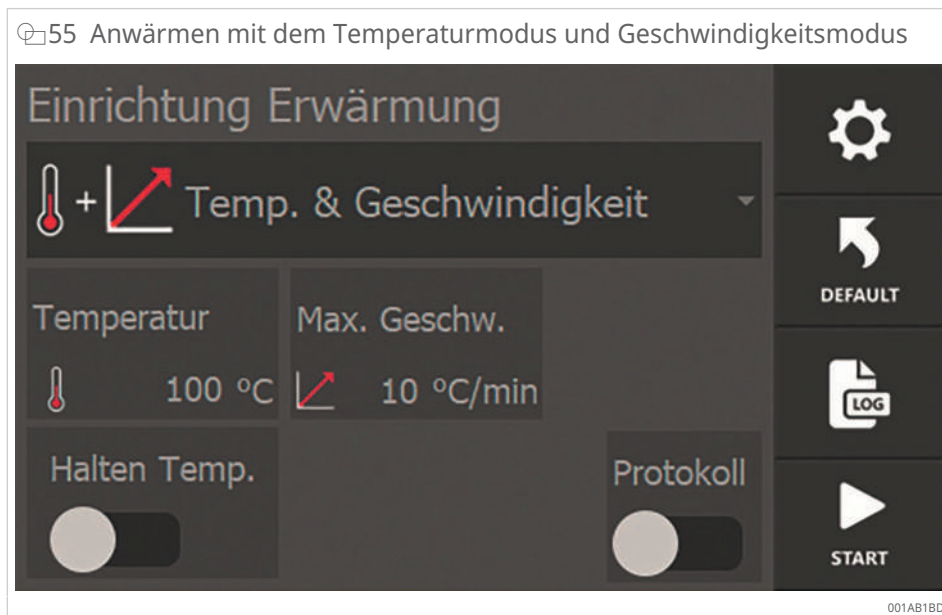 55 Anwärmen mit dem Temperaturmodus und Geschwindigkeitsmodus
Einrichtung Erwärmung
+ Temp. & Geschwindigkeit
Temperatur
100 °C
Max. Geschw.
10 °C/min
Halten Temp.
Protokoll
DEFAULT
LOG
START
001AB1BD